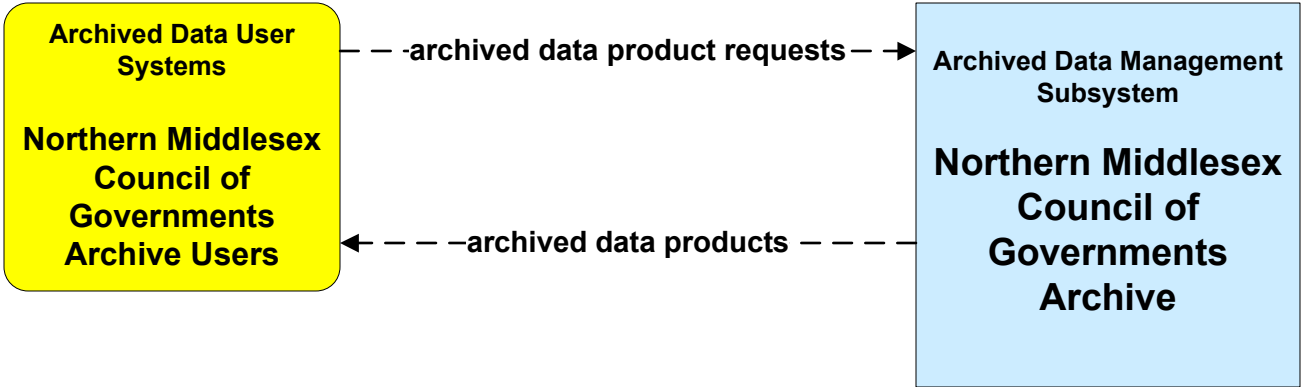 Archived Data User
Systems
Northern Middlesex
Council of
Governments
Archive Users
archived data product requests
archived data products
Archived Data Management
Subsystem
Northern Middlesex
Council of
Governments
Archive